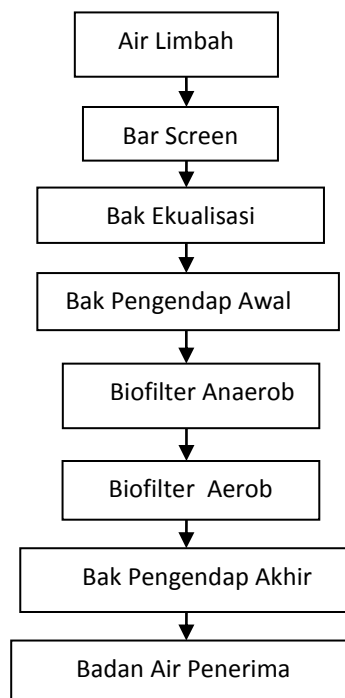 Air Limbah
Bar Screen
Bak Ekualisasi
Bak Pengendap Awal
Biofilter Anaerob
Biofilter Aerob
Bak Pengendap Akhir
Badan Air Penerima